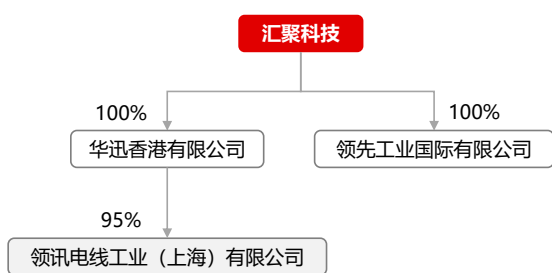 汇聚科技
100%
100%
华迅香港有限公司
领先工业国际有限公司
95%
领讯电线工业（上海）有限公司